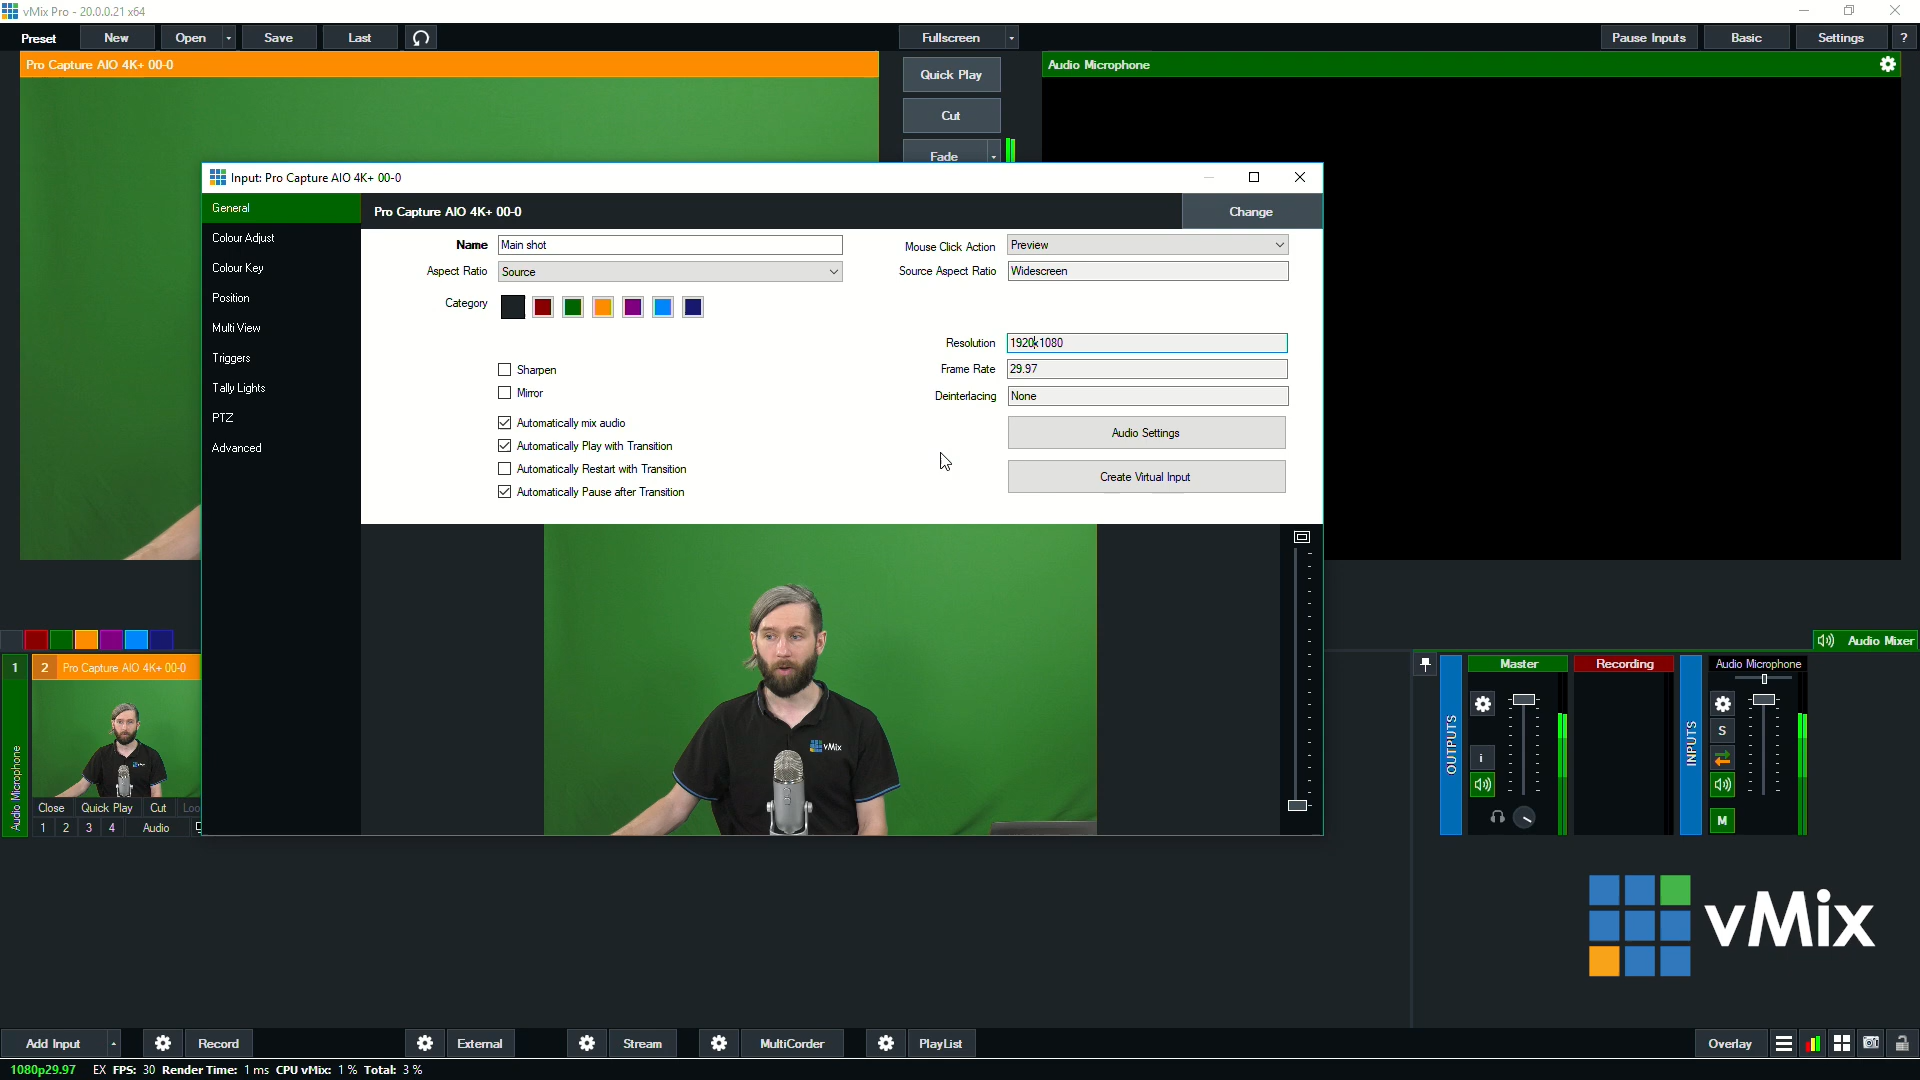 vMix Pro - 20.0.0.21 x64
Preset New Open Save Last Fullscreen Pause Inputs Basic Settings ?
Pro Capture AIO 4K+ 00-0
Quick Play
Cut
Fade
Audio Microphone
Input: Pro Capture AIO 4K+ 00-0
General
Colour Adjust
Colour Key
Position
Multi View
Triggers
Tally Lights
PTZ
Advanced
Pro Capture AIO 4K+ 00-0 Change
Name Main shot
Aspect Ratio Source
Category
Sharpen
Mirror
Automatically mix audio
Automatically Play with Transition
Automatically Restart with Transition
Automatically Pause after Transition
Mouse Click Action Preview
Source Aspect Ratio Widescreen
Resolution 1920x1080
Frame Rate 29.97
Deinterlacing None
Audio Settings
Create Virtual Input
vMix
1 2 Pro Capture AIO 4K+ 00-0
Audio Microphone
Close Quick Play Cut Loo
1 2 3 4 Audio
Audio Mixer
OUTPUTS
Master
i
Recording
INPUTS
Audio Microphone
S
M
vMix
Add Input Record External Stream MultiCorder PlayList Overlay
1080p29.97 EX FPS: 30 Render Time: 1 ms CPU vMix: 1 % Total: 3 %